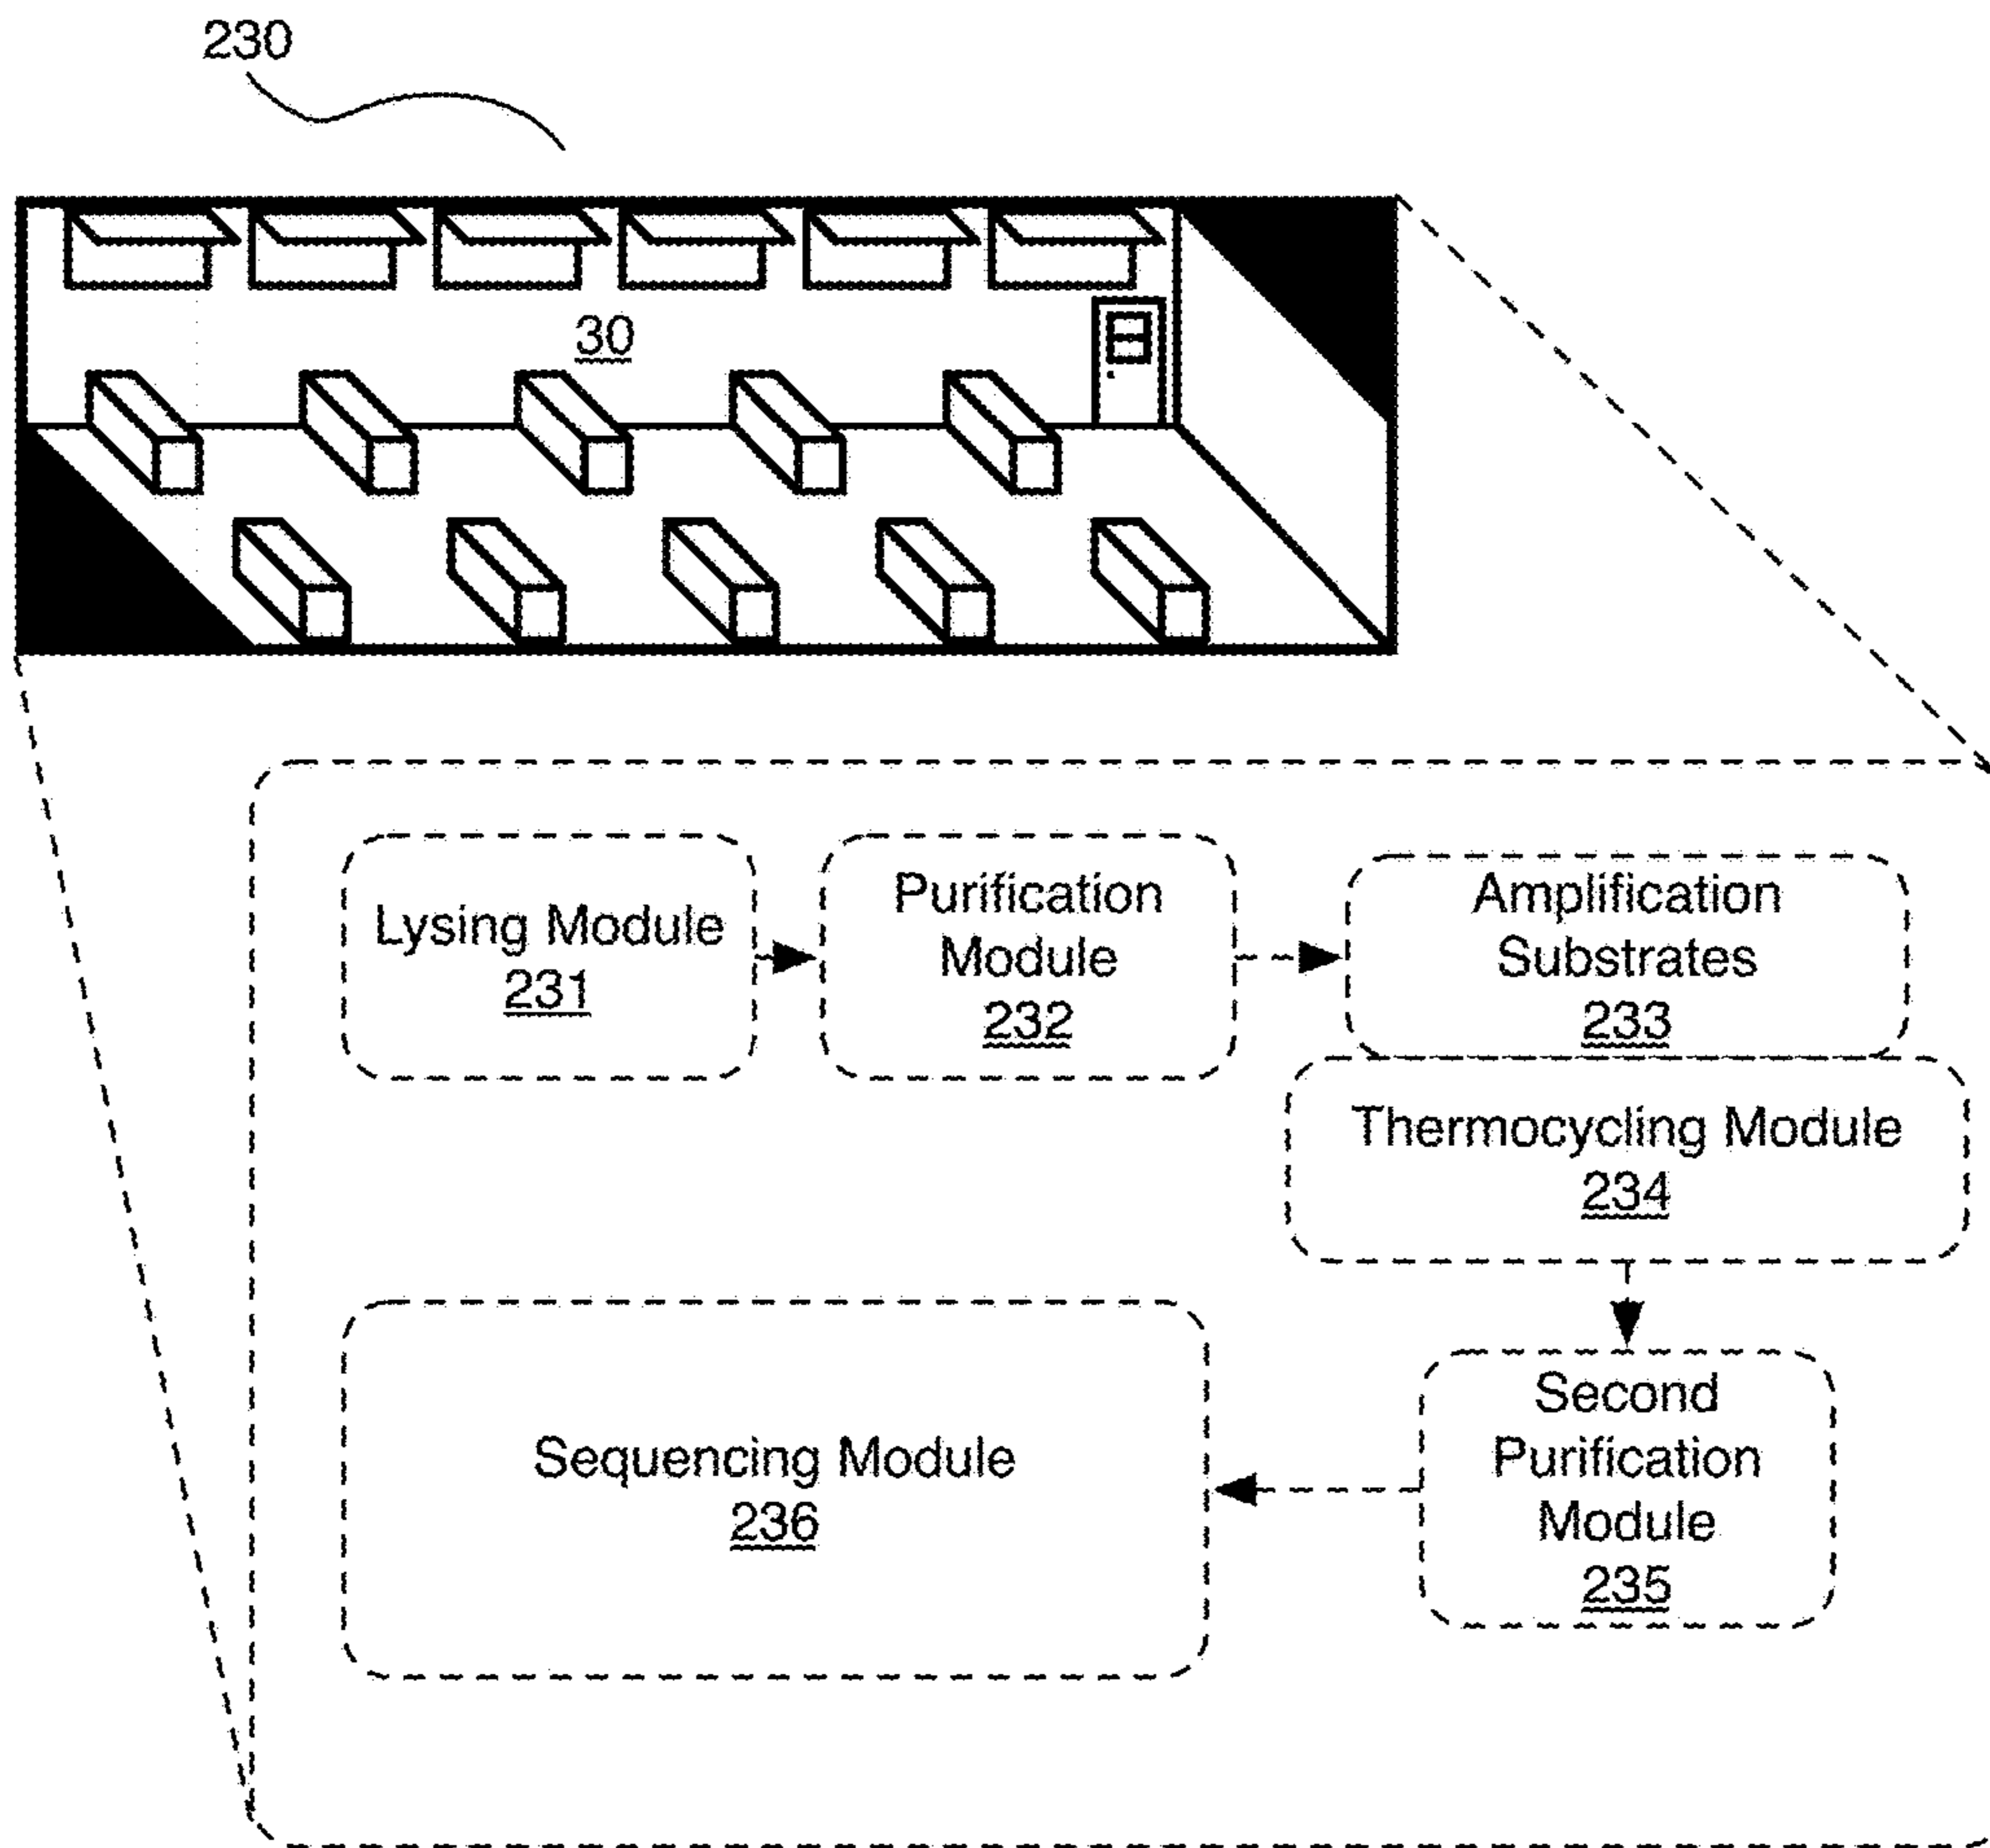 230
30
Lysing Module
231
Purification
Module
232
Amplification
Substrates
233
Thermocycling Module
234
Second
Purification
Module
235
Sequencing Module
236